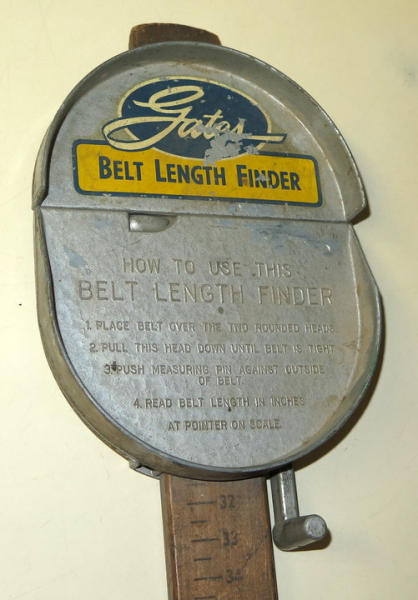 Gates
BELT LENGTH FINDER
HOW TO USE THIS
BELT LENGTH FINDER
1. PLACE BELT OVER THE TWO ROUNDED HEADS.
2. PULL THIS HEAD DOWN UNTIL BELT IS TIGHT
3. PUSH MEASURING PIN AGAINST OUTSIDE
OF BELT.
4. READ BELT LENGTH IN INCHES
AT POINTER ON SCALE.
32
33
34